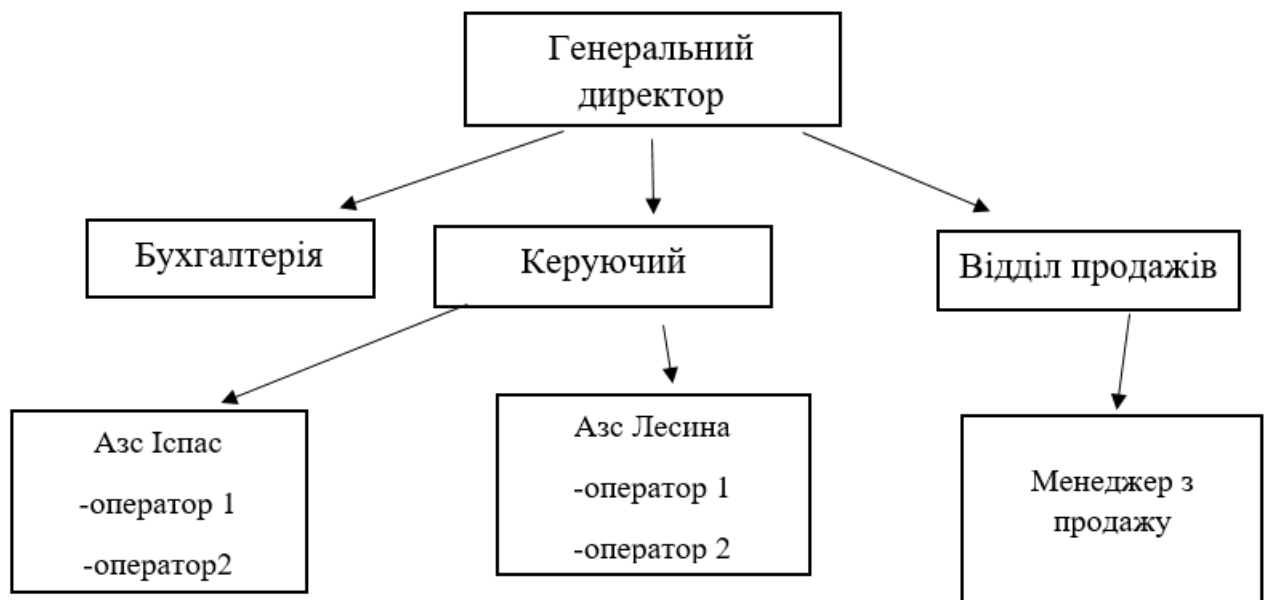 Генеральний
директор
Бухгалтерія
Керуючий
Відділ продажів
Азс Іспас
-оператор 1
-оператор2
Азс Лесина
-оператор 1
-оператор 2
Менеджер з
продажу